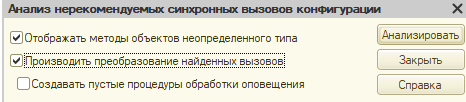 Анализ нерекомендуемых синхронных вызовов конфигурации
Отображать методы объектов неопределенного типа
Анализировать
Производить преобразование найденных вызовов
Закрыть
Создавать пустые процедуры обработки оповещения
Справка